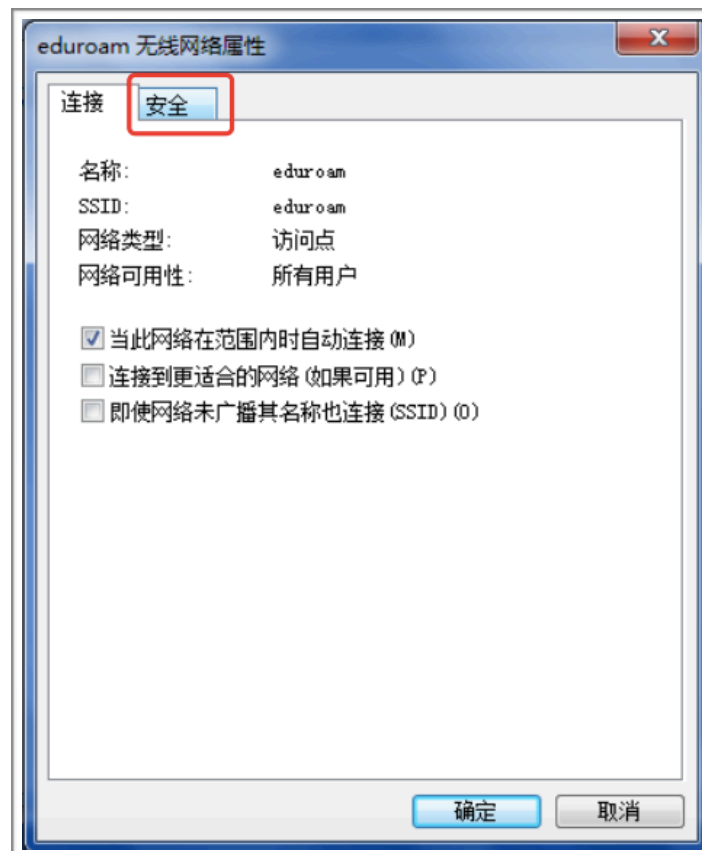 eduroam 无线网络属性
连接 安全
名称: eduroam
SSID: eduroam
网络类型: 访问点
网络可用性: 所有用户
当此网络在范围内时自动连接(M)
连接到更适合的网络(如果可用)(P)
即使网络未广播其名称也连接(SSID)(O)
确定 取消